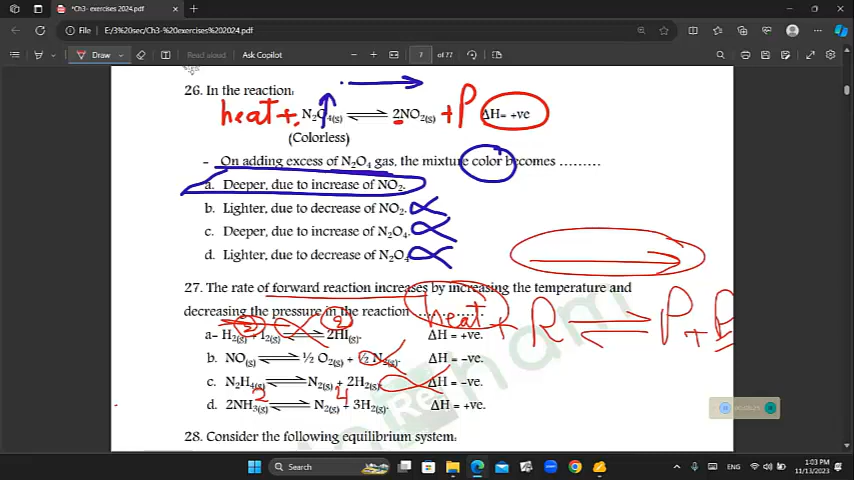 *Ch3- exercises 2024.pdf
File E:/3 sec/Ch3-%20exercises%202024.pdf
Draw Read aloud Ask Copilot 7 of 77
26. In the reaction:
heat + N2O4(s) ⇌ 2NO2(s) + P ΔH= +ve
(Colorless)
- On adding excess of N2O4 gas, the mixture color becomes .........
a. Deeper, due to increase of NO2.
b. Lighter, due to decrease of NO2.
c. Deeper, due to increase of N2O4.
d. Lighter, due to decrease of N2O4
27. The rate of forward reaction increases by increasing the temperature and
decreasing the pressure in the reaction
heat + R ⇌ P + P
2 2
a- H2(s) + I2(s) ⇌ 2HI(s). ΔH = +ve.
b. NO(s) ⇌ ½ O2(s) + ½ N2(s). ΔH = -ve.
c. N2H4(s) ⇌ N2(s) + 2H2(s). ΔH = -ve.
2 4
d. 2NH3(s) ⇌ N2(s) + 3H2(s). ΔH = +ve.
28. Consider the following equilibrium system:
Search
ENG
1:03 PM
11/13/2023